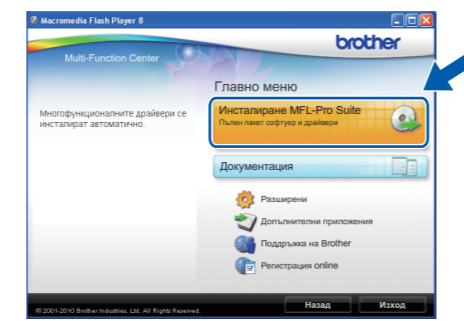 Macromedia Flash Player 8
brother
Multi-Function Center
Главно меню
Многофункционалните драйвери се
инсталират автоматично.
Инсталиране MFL-Pro Suite
Пълен пакет софтуер и драйвери
Документация
Разширени
Допълнителни приложения
Поддръжка на Brother
Регистрация online
© 2001-2010 Brother Industries, Ltd. All Rights Reserved.
Назад
Изход